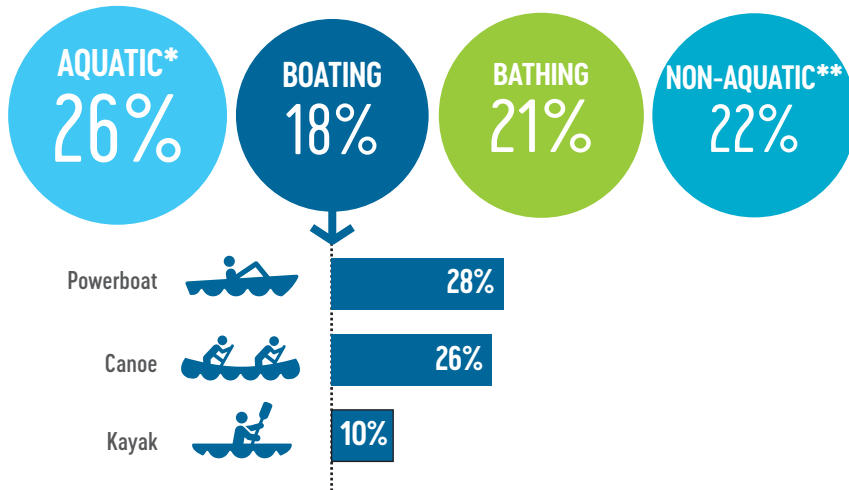 AQUATIC*
26%
BOATING
18%
BATHING
21%
NON-AQUATIC**
22%
Powerboat
28%
Canoe
26%
Kayak
10%